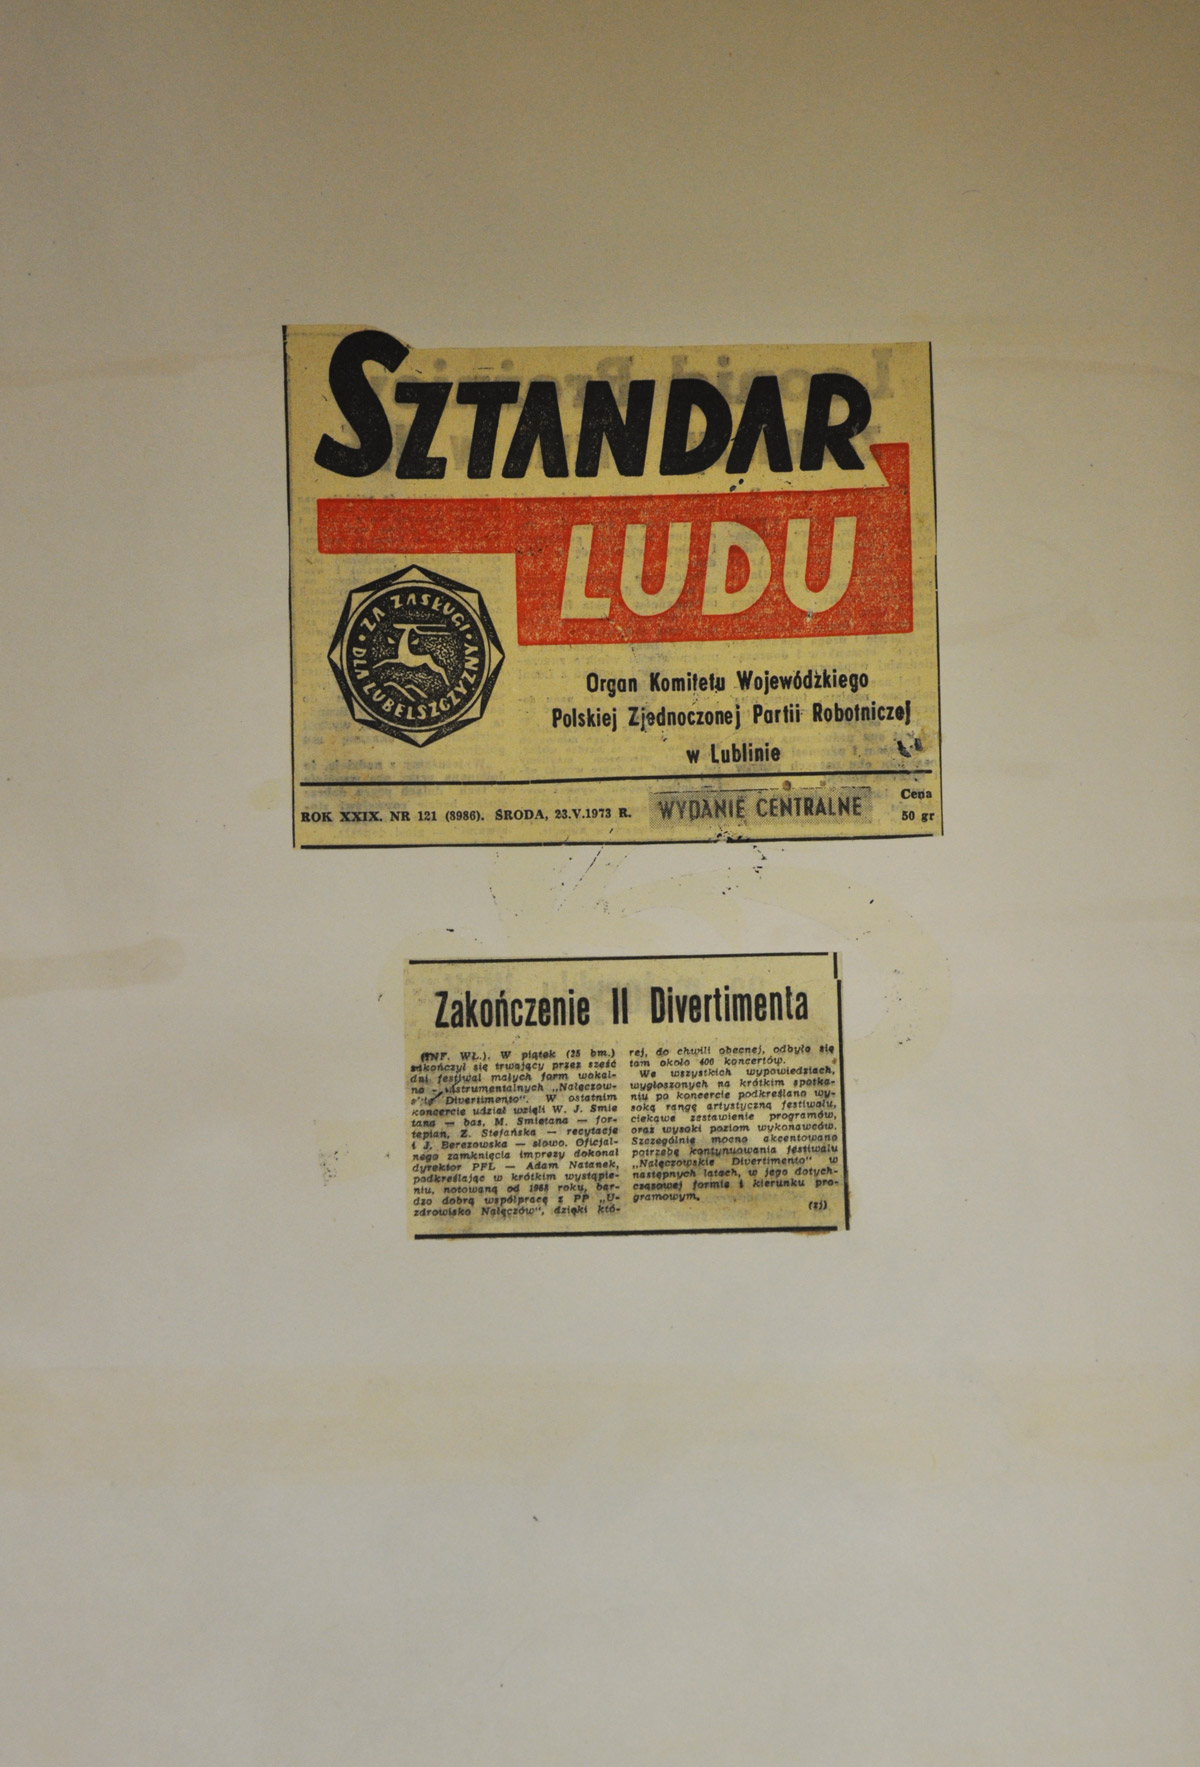 SZTANDAR
LUDU
ZA ZASŁUGI
DLA LUBELSZCZYZNY
Organ Komitetu Wojewódzkiego
Polskiej Zjednoczonej Partii Robotniczej
w Lublinie
ROK XXIX. NR 121 (8986). ŚRODA, 23.V.1973 R.
WYDANIE CENTRALNE
Cena
50 gr
Zakończenie II Divertimenta
(INF. WŁ.). W piątek (25 bm.)
zakończył się trwający przez sześć
dni festiwal małych form wokal-
no - instrumentalnych „Nałęczow-
skie Divertimento". W ostatnim
koncercie udział wzięli W. J. Śmie
tana — bas, M. Śmietana — for-
tepian, Z. Stefańska — recytacje
i J. Berezowska — słowo. Oficjal-
nego zamknięcia imprezy dokonał
dyrektor PFL — Adam Natanek,
podkreślając w krótkim wystąpie-
niu, notowaną od 1968 roku, bar-
dzo dobrą współpracę z PP „U-
zdrowisko Nałęczów", dzięki któ-
rej, do chwili obecnej, odbyło się
tam około 400 koncertów.
We wszystkich wypowiedziach,
wygłoszonych na krótkim spotka-
niu po koncercie podkreślano wy-
soką rangę artystyczną festiwalu,
ciekawe zestawienie programów,
oraz wysoki poziom wykonawców.
Szczególnie mocno akcentowano
potrzebę kontynuowania festiwalu
„Nałęczowskie Divertimento" w
następnych latach, w jego dotych-
czasowej formie i kierunku pro-
gramowym.
(zj)